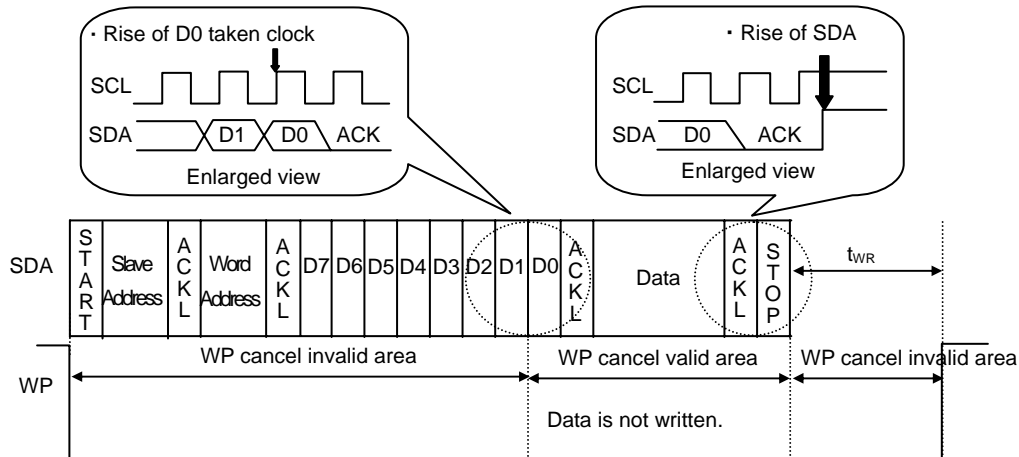 ・Rise of D0 taken clock
SCL
SDA
D1
D0
ACK
Enlarged view
・Rise of SDA
SCL
SDA
D0
ACK
Enlarged view
SDA
START
Slave
Address
ACKL
Word
Address
ACKL
D7
D6
D5
D4
D3
D2
D1
D0
ACKL
Data
ACKL
STOP
tWR
WP
WP cancel invalid area
WP cancel valid area
WP cancel invalid area
Data is not written.